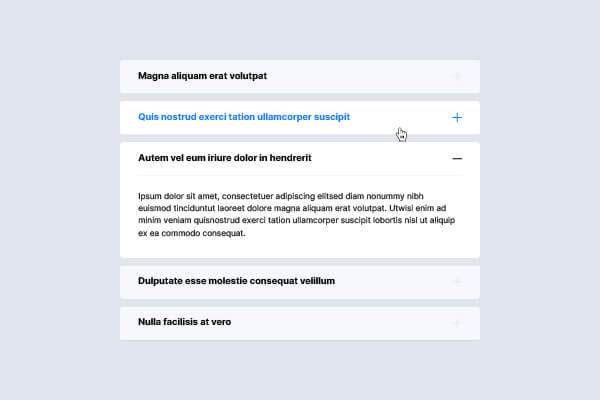 Magna aliquam erat volutpat
Quis nostrud exerci tation ullamcorper suscipit
Autem vel eum iriure dolor in hendrerit
Ipsum dolor sit amet, consectetuer adipiscing elitsed diam nonummy nibh
euismod tinciduntut laoreet dolore magna aliquam erat volutpat. Utwisi enim ad
minim veniam quisnostrud exerci tation ullamcorper suscipit lobortis nisl ut aliquip
ex ea commodo consequat.
Dulputate esse molestie consequat velillum
Nulla facilisis at vero